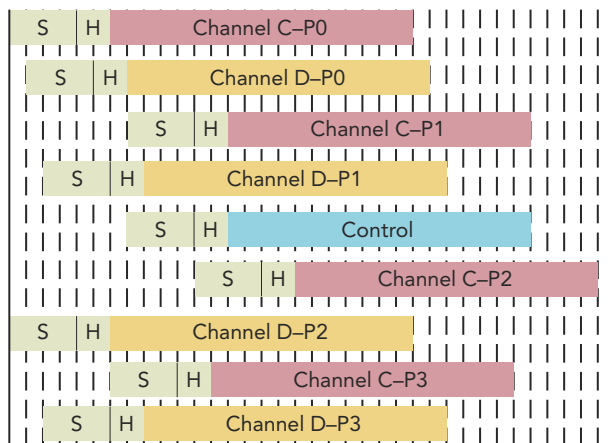 S H Channel C–P0
S H Channel D–P0
S H Channel C–P1
S H Channel D–P1
S H Control
S H Channel C–P2
S H Channel D–P2
S H Channel C–P3
S H Channel D–P3